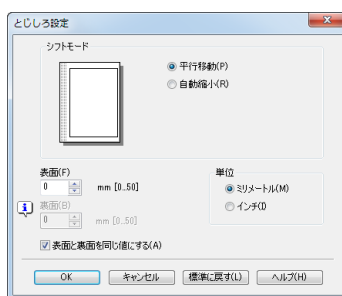 とじしろ設定
シフトモード
平行移動(P)
自動縮小(R)
表面(F)
0 mm [0..50]
裏面(B)
0 mm [0..50]
単位
ミリメートル(M)
インチ(I)
表面と裏面を同じ値にする(A)
OK キャンセル 標準に戻す(L) ヘルプ(H)